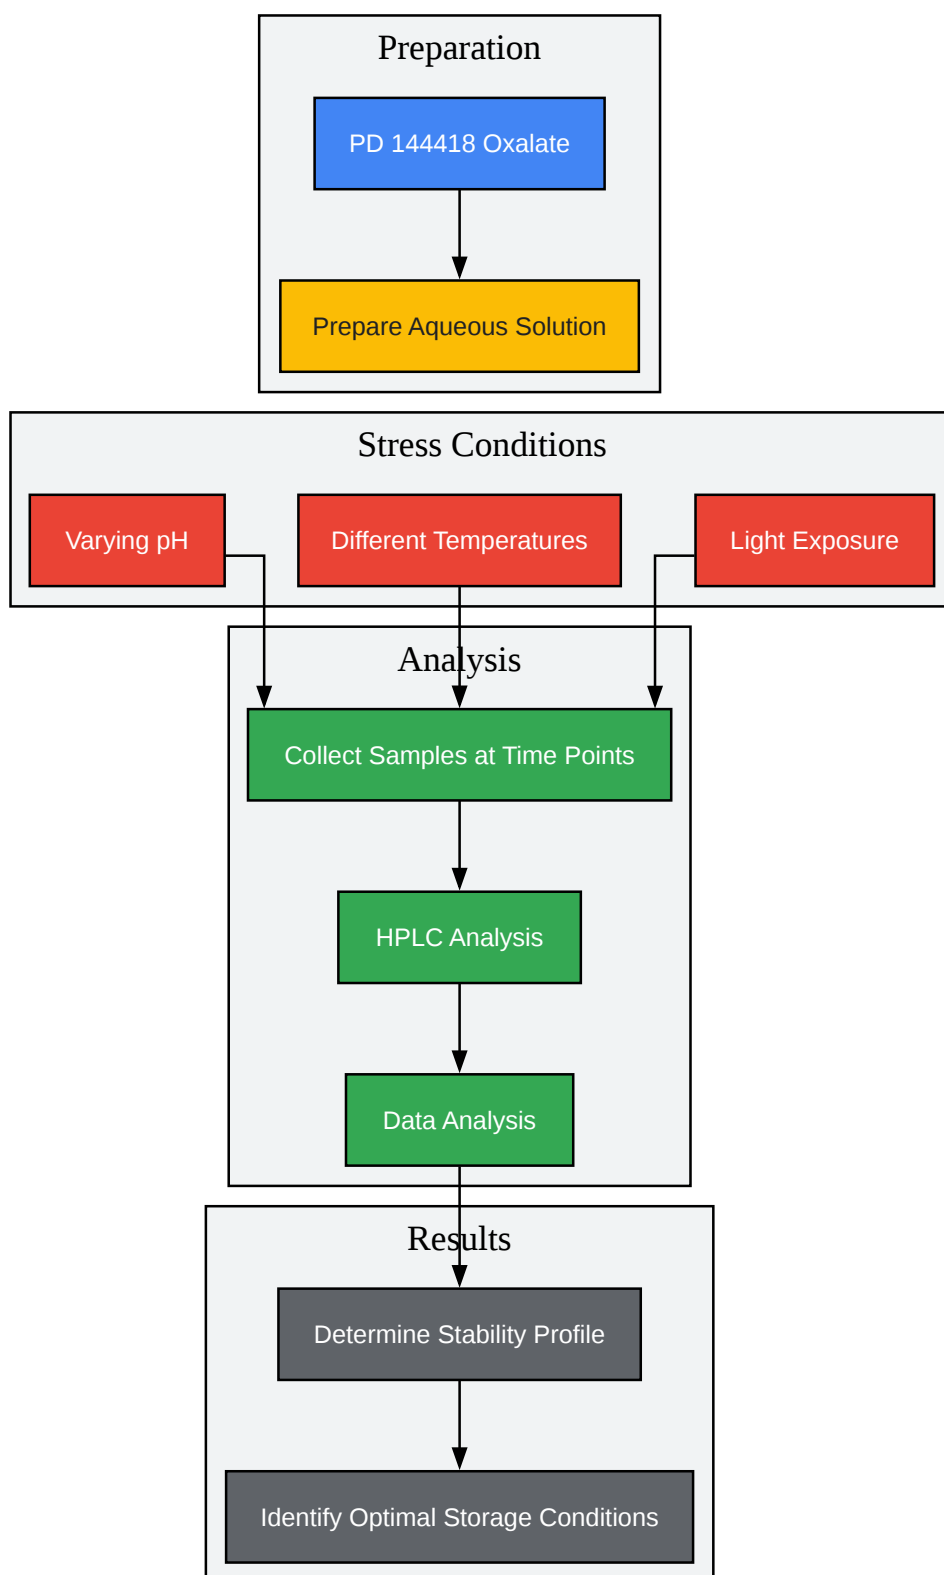 Preparation
PD 144418 Oxalate
Prepare Aqueous Solution
Stress Conditions
Varying pH
Different Temperatures
Light Exposure
Analysis
Collect Samples at Time Points
HPLC Analysis
Data Analysis
Results
Determine Stability Profile
Identify Optimal Storage Conditions